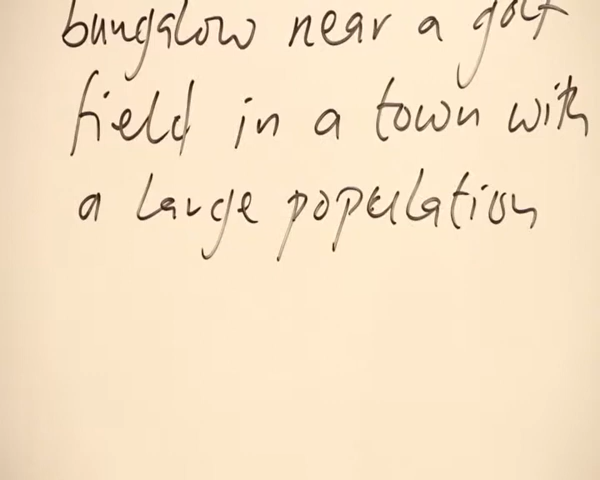 bungalow near a golf
field in a town with
a large population